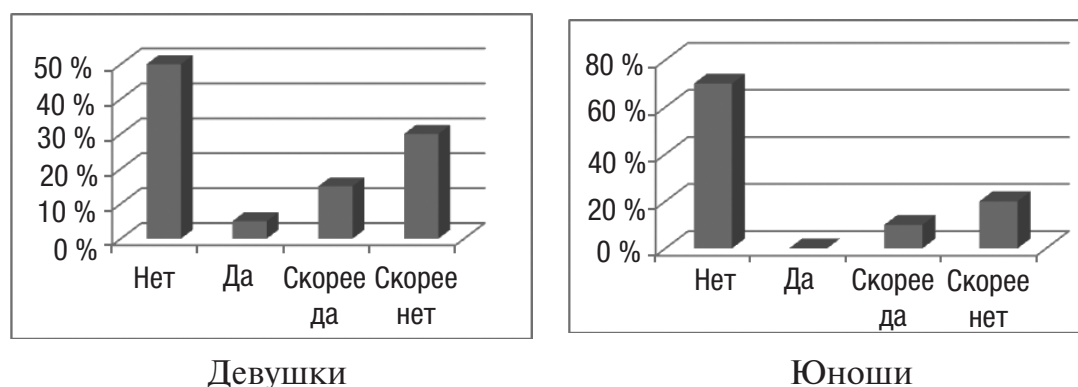 50 %
40 %
30 %
20 %
10 %
0 %
Нет Да Скорее да Скорее нет
Девушки
80 %
60 %
40 %
20 %
0 %
Нет Да Скорее да Скорее нет
Юноши